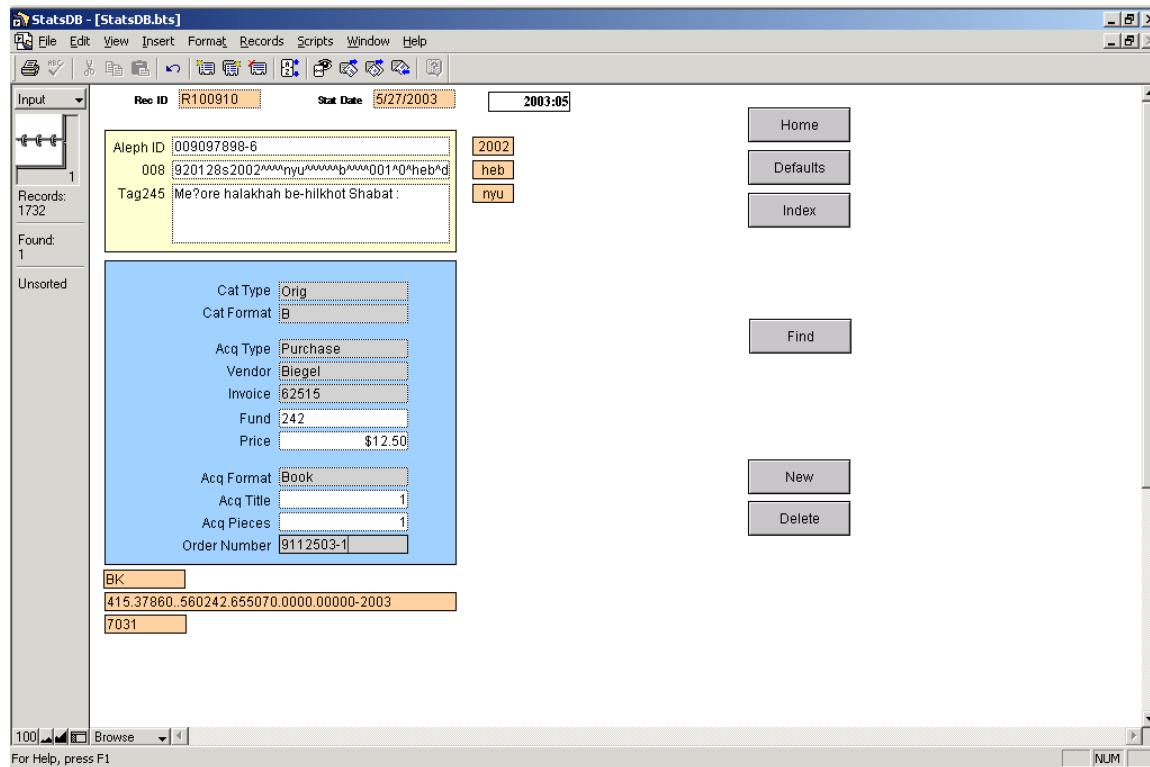 StatsDB - [StatsDB.bts]
File Edit View Insert Format Records Scripts Window Help
Input
Rec ID R100910 Stat Date 5/27/2003 2003:05
Home
Aleph ID 009097898-6 2002
008 920128s2002^^^^nyu^^^^^^b^^^^001^0^heb^d heb
Defaults
1
Records:
1732
Tag245 Me?ore halakhah be-hilkhot Shabat : nyu
Index
Found:
1
Unsorted
Cat Type Orig
Cat Format B
Find
Acq Type Purchase
Vendor Biegel
Invoice 62515
Fund 242
Price $12.50
Acq Format Book
New
Acq Title 1
Acq Pieces 1
Delete
Order Number 9112503-1
BK
415.37860..560242.655070.0000.00000-2003
7031
100 Browse
For Help, press F1 NUM